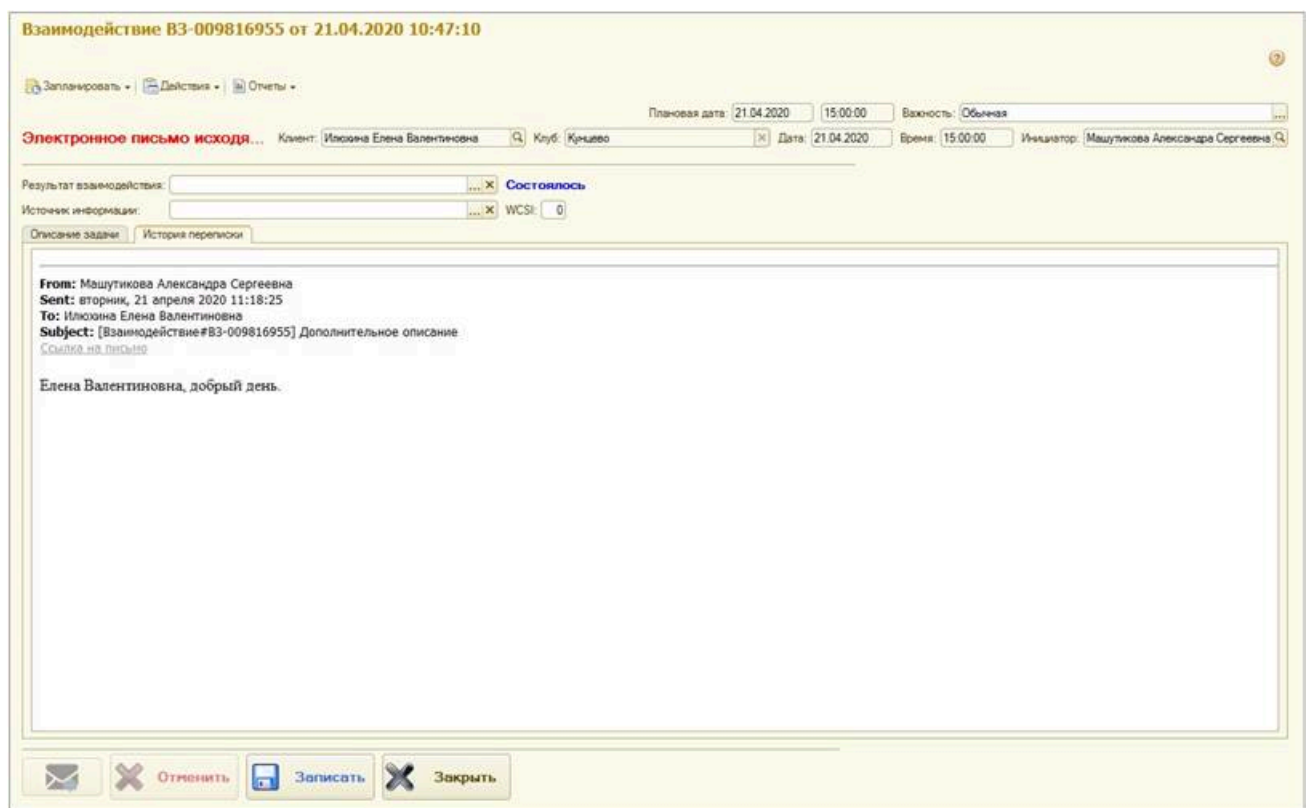 Взаимодействие ВЗ-009816955 от 21.04.2020 10:47:10
Запланировать Действия Отчеты
Плановая дата: 21.04.2020 15:00:00 Важность: Обычная ...
Электронное письмо исходя... Клиент: Илюхина Елена Валентиновна Клуб: Кунцево Дата: 21.04.2020 Время: 15:00:00 Инициатор: Машутикова Александра Сергеевна
Результат взаимодействия: ... Состоялось
Источник информации: ... WCSI: 0
Описание задачи История переписки
From: Машутикова Александра Сергеевна
Sent: вторник, 21 апреля 2020 11:18:25
To: Илюхина Елена Валентиновна
Subject: [Взаимодействие#ВЗ-009816955] Дополнительное описание
Ссылка на письмо
Елена Валентиновна, добрый день.
Отменить Записать Закрыть